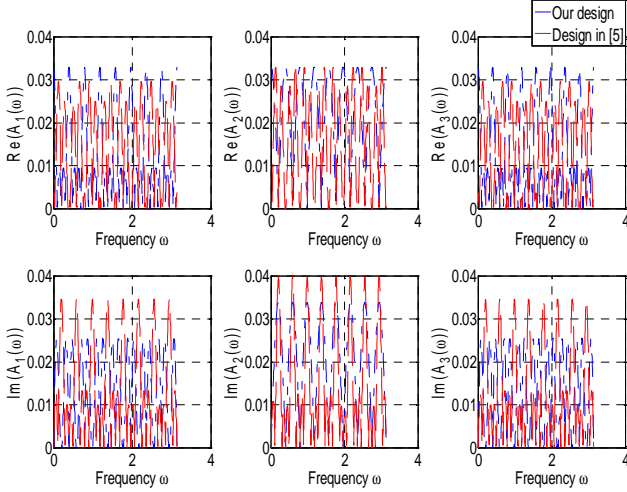 Our design
Design in [5]
0.04
0.03
0.02
0.01
0
Re(A1(ω))
0 2 4
Frequency ω
0.04
0.03
0.02
0.01
0
Re(A2(ω))
0 2 4
Frequency ω
0.04
0.03
0.02
0.01
0
Re(A3(ω))
0 2 4
Frequency ω
0.04
0.03
0.02
0.01
0
Im(A1(ω))
0 2 4
Frequency ω
0.04
0.03
0.02
0.01
0
Im(A2(ω))
0 2 4
Frequency ω
0.04
0.03
0.02
0.01
0
Im(A3(ω))
0 2 4
Frequency ω